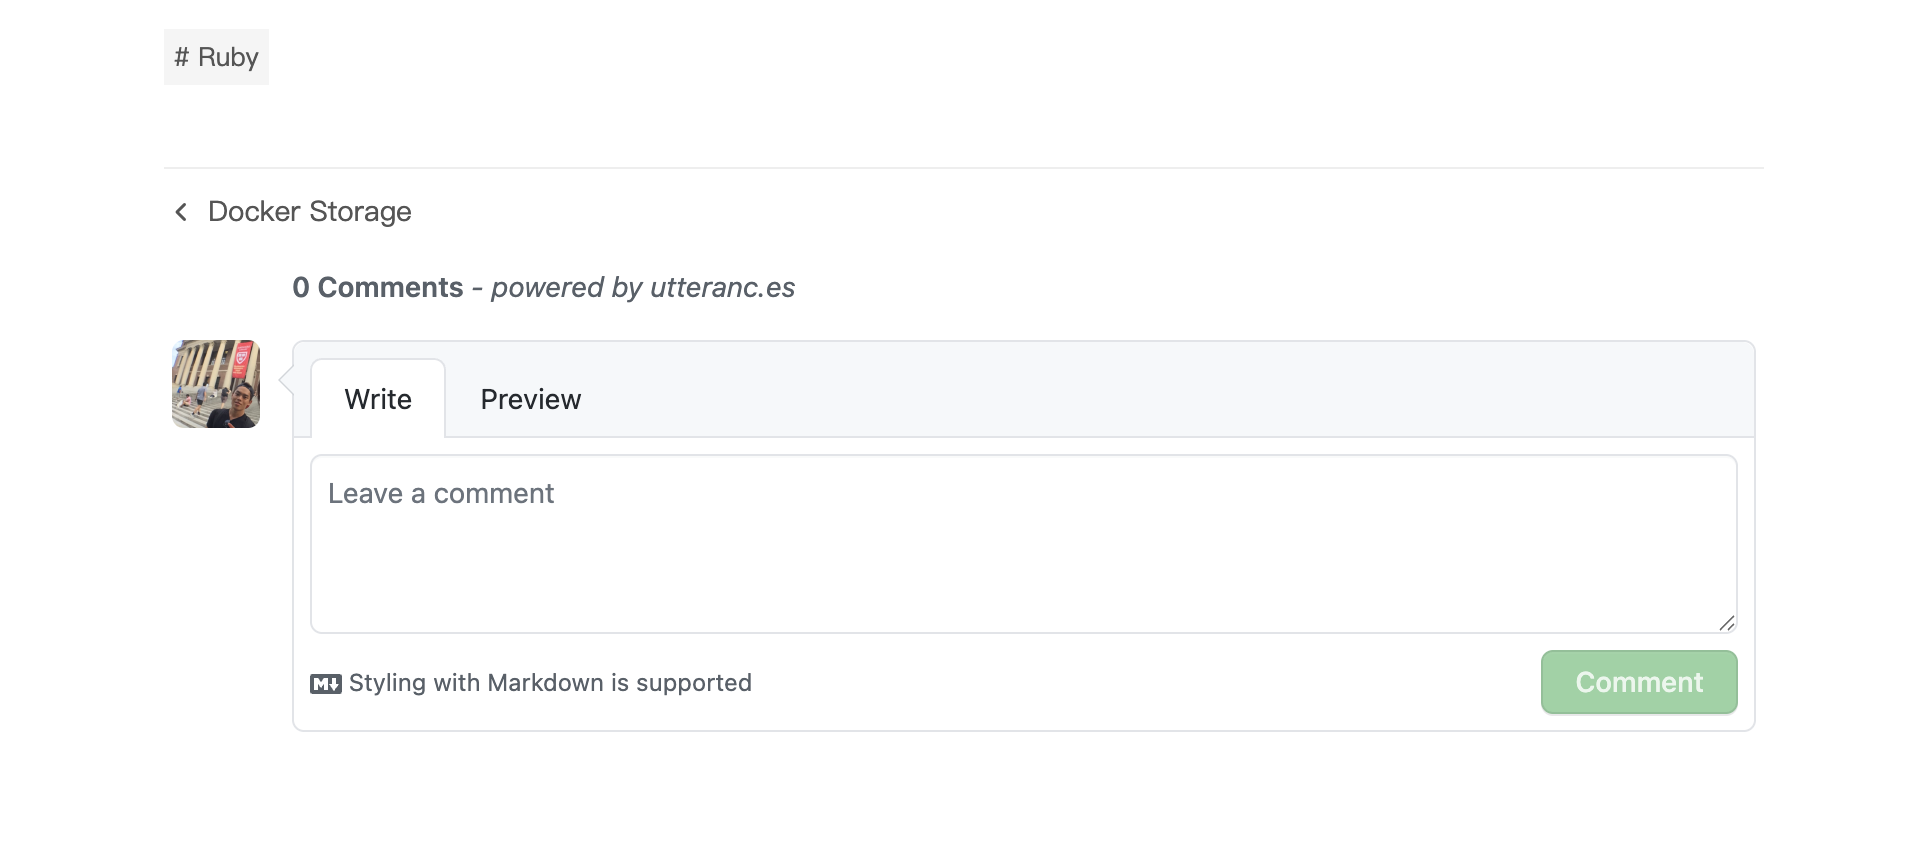 # Ruby
Docker Storage
0 Comments - powered by utteranc.es
Write Preview
Leave a comment
M Styling with Markdown is supported
Comment